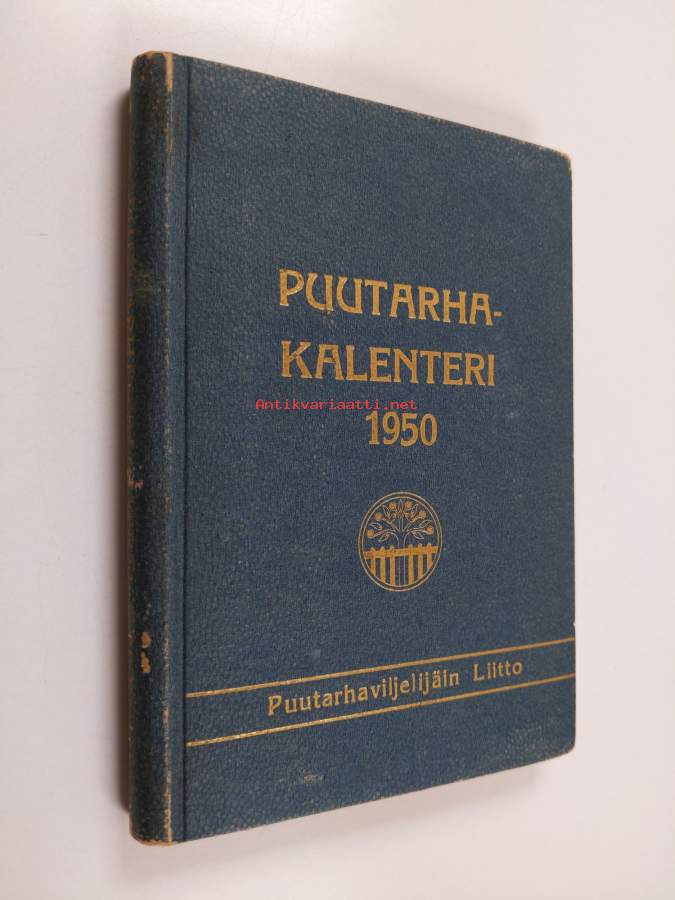 PUUTARHA-
KALENTERI
Antikvariaatti.net
1950
Puutarhaviljelijäin Liitto